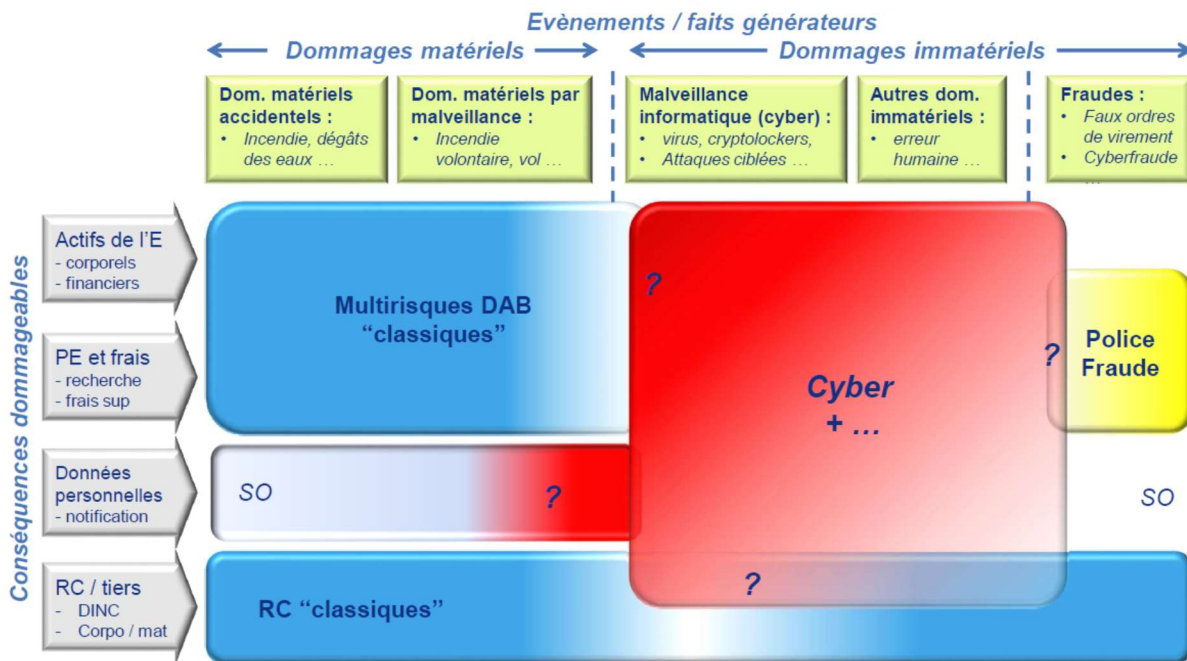 Evènements / faits générateurs
Dommages matériels
Dommages immatériels
Dom. matériels
accidentels :
• Incendie, dégâts
des eaux …
Dom. matériels par
malveillance :
• Incendie
volontaire, vol …
Malveillance
informatique (cyber) :
• virus, cryptolockers,
• Attaques ciblées …
Autres dom.
immatériels :
• erreur
humaine …
Fraudes :
• Faux ordres
de virement
• Cyberfraude
…
Conséquences dommageables
Actifs de l’E
- corporels
- financiers
PE et frais
- recherche
- frais sup
Données
personnelles
- notification
RC / tiers
- DINC
- Corpo / mat
Multirisques DAB
“classiques”
?
Cyber
+ …
?
Police
Fraude
SO
?
SO
RC “classiques”
?